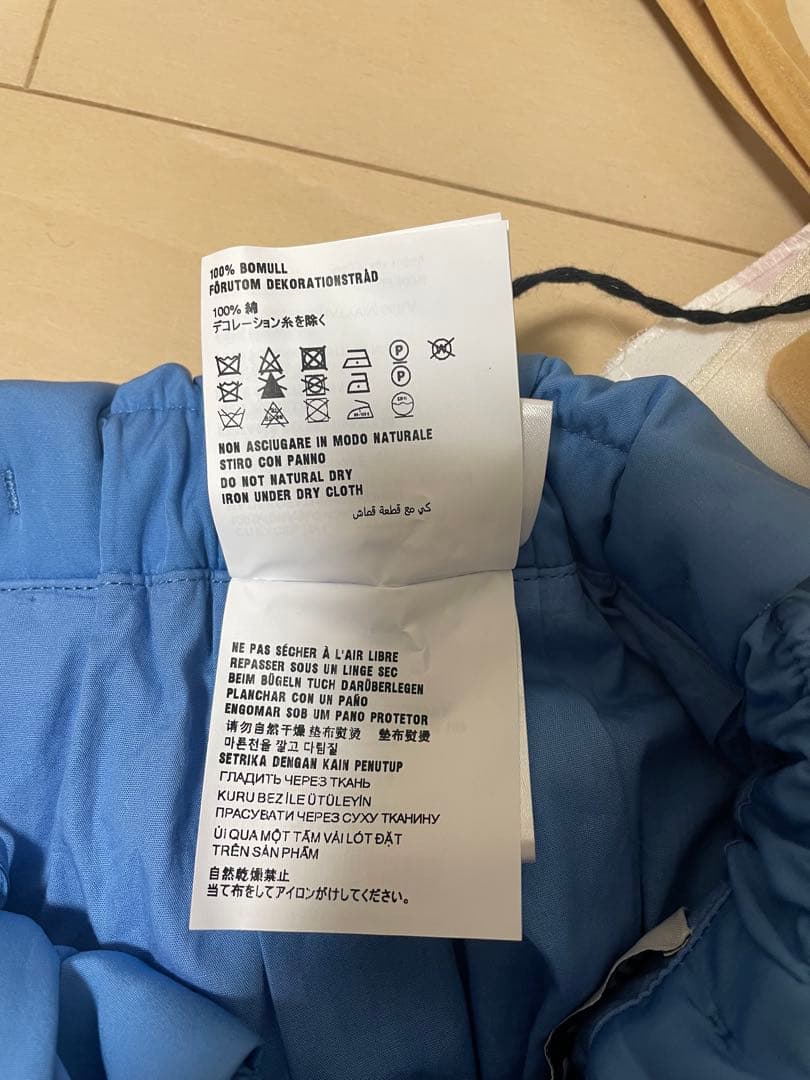 100% BOMULL
FÖRUTOM DEKORATIONSTRÅD
100% 綿
デコレーション糸を除く
P
W
P
NON ASCIUGARE IN MODO NATURALE
STIRO CON PANNO
DO NOT NATURAL DRY
IRON UNDER DRY CLOTH
كي مع قطعة قماش
NE PAS SÉCHER À L'AIR LIBRE
REPASSER SOUS UN LINGE SEC
BEIM BÜGELN TUCH DARÜBERLEGEN
PLANCHAR CON UN PAÑO
ENGOMAR SOB UM PANO PROTETOR
请勿自然干燥 垫布熨烫 垫布熨烫
마른천을 깔고 다림질
SETRIKA DENGAN KAIN PENUTUP
ГЛАДИТЬ ЧЕРЕЗ ТКАНЬ
KURU BEZ İLE ÜTÜLEYİN
ПРАСУВАТИ ЧЕРЕЗ СУХУ ТКАНИНУ
ỦI QUA MỘT TẤM VẢI LÓT ĐẶT
TRÊN SẢN PHẨM
自然乾燥禁止
当て布をしてアイロンがけしてください。